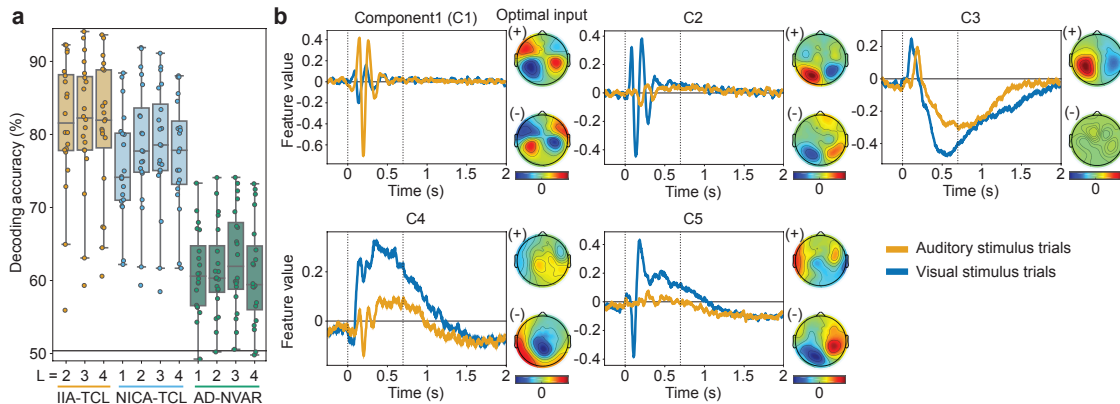 a
Decoding accuracy (%)
90
80
70
60
50
L = 2 3 4 1 2 3 4 1 2 3 4
IIA-TCL NICA-TCL AD-NVAR
b
Component1 (C1) Optimal input
Feature value
0.4
0.2
0
-0.2
-0.4
-0.6
0 0.5 1 1.5 2
Time (s)
(+)
(-)
0
C2
0.4
0.2
0
-0.2
-0.4
0 0.5 1 1.5 2
Time (s)
(+)
(-)
0
C3
0.2
0
-0.2
-0.4
0 0.5 1 1.5 2
Time (s)
(+)
(-)
0
C4
Feature value
0.2
0
0 0.5 1 1.5 2
Time (s)
(+)
(-)
0
C5
0.4
0.2
0
-0.2
-0.4
0 0.5 1 1.5 2
Time (s)
(+)
(-)
0
Auditory stimulus trials
Visual stimulus trials